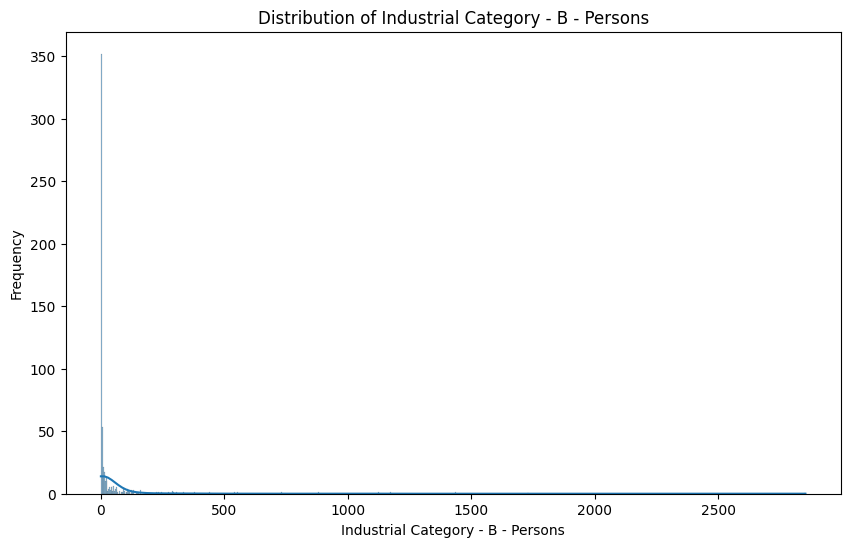 Distribution of Industrial Category - B - Persons
Frequency
350
300
250
200
150
100
50
0
0 500 1000 1500 2000 2500
Industrial Category - B - Persons